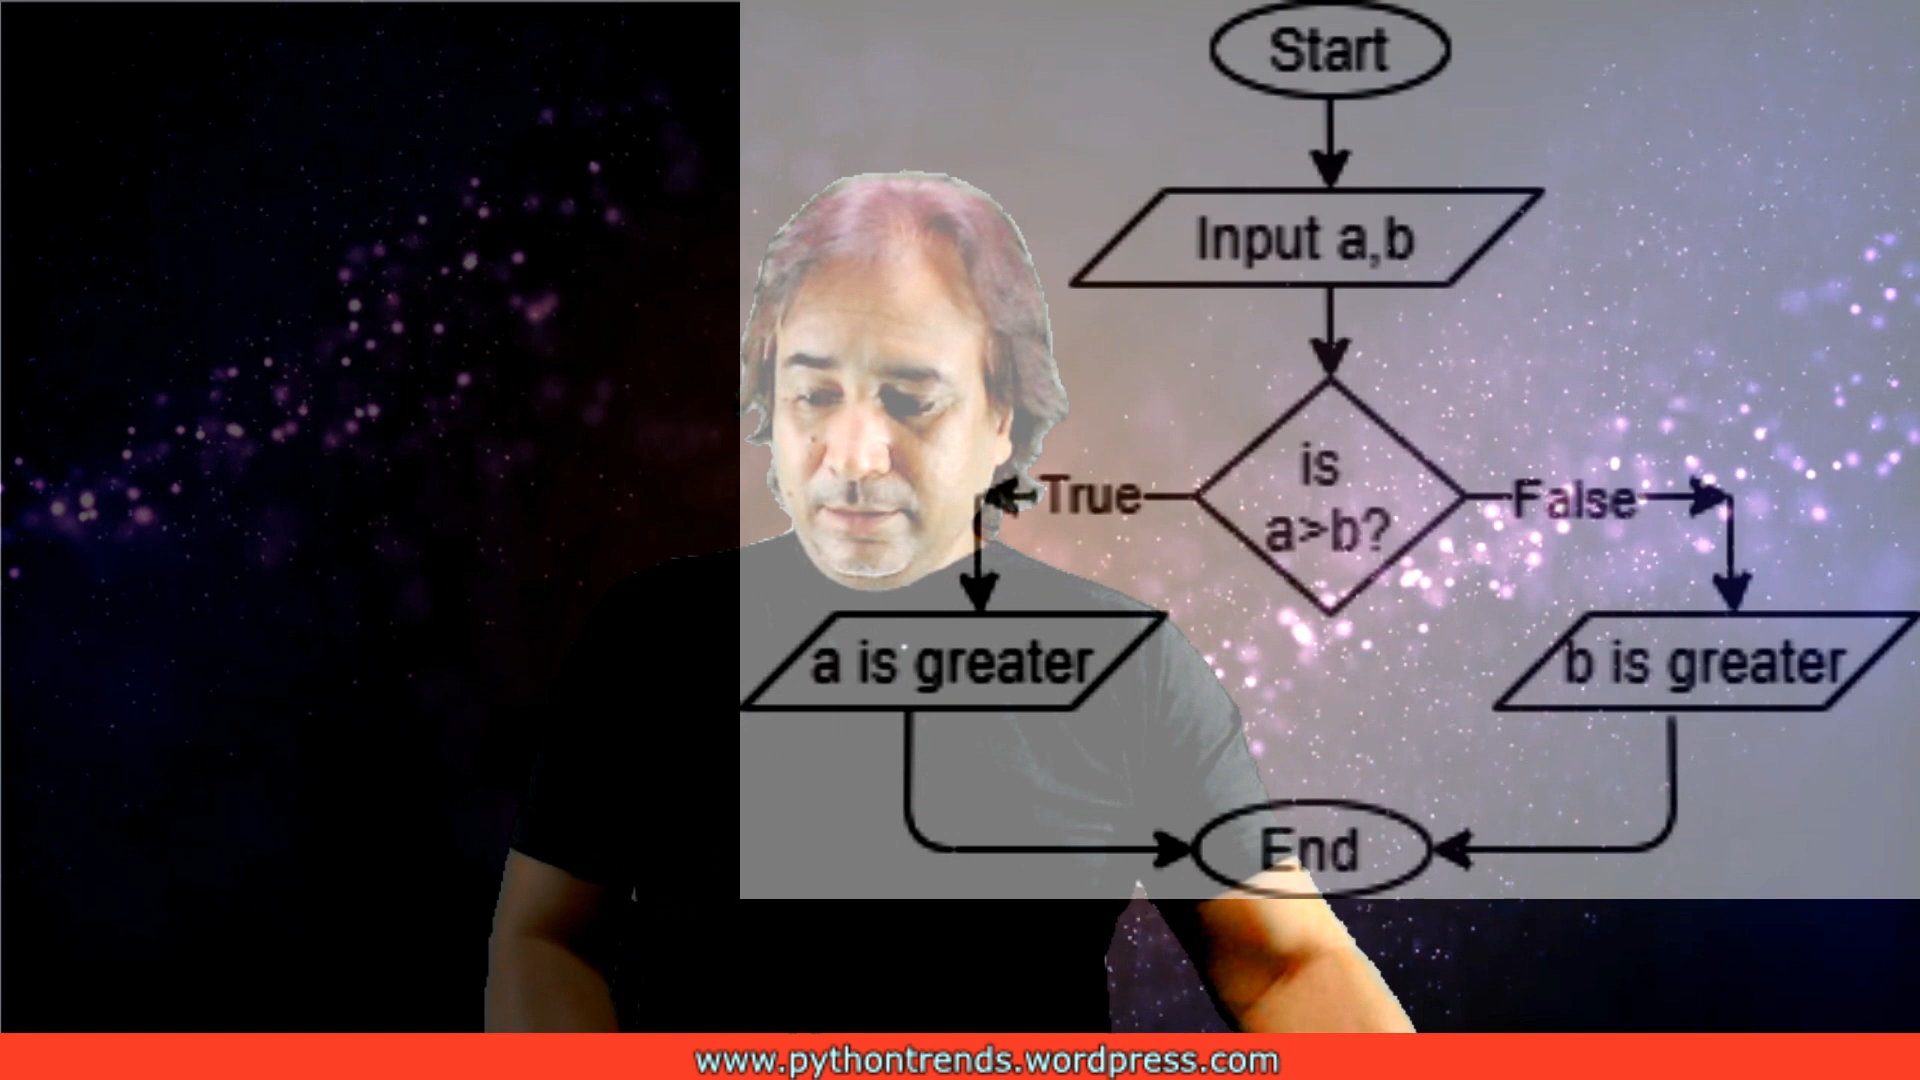 Start
Input a,b
is
a>b?
True
False
a is greater
b is greater
End
www.pythontrends.wordpress.com